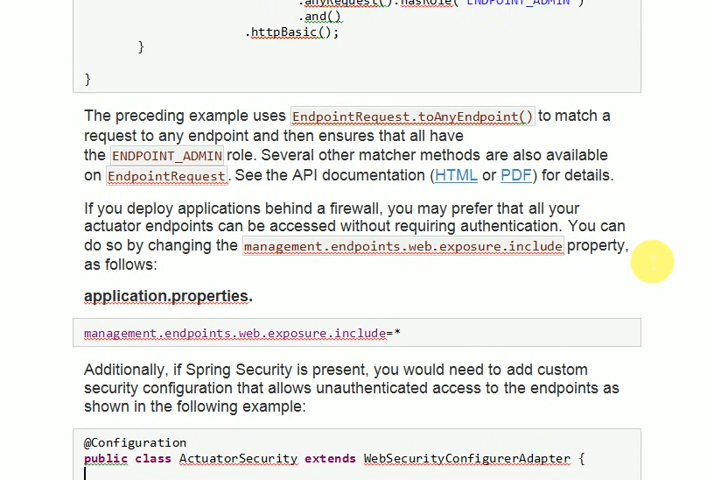 .anyRequest().hasRole("ENDPOINT_ADMIN")
.and()
.httpBasic();
}
}
The preceding example uses EndpointRequest.toAnyEndpoint() to match a
request to any endpoint and then ensures that all have
the ENDPOINT_ADMIN role. Several other matcher methods are also available
on EndpointRequest. See the API documentation (HTML or PDF) for details.
If you deploy applications behind a firewall, you may prefer that all your
actuator endpoints can be accessed without requiring authentication. You can
do so by changing the management.endpoints.web.exposure.include property,
as follows:
application.properties.
management.endpoints.web.exposure.include=*
Additionally, if Spring Security is present, you would need to add custom
security configuration that allows unauthenticated access to the endpoints as
shown in the following example:
@Configuration
public class ActuatorSecurity extends WebSecurityConfigurerAdapter {